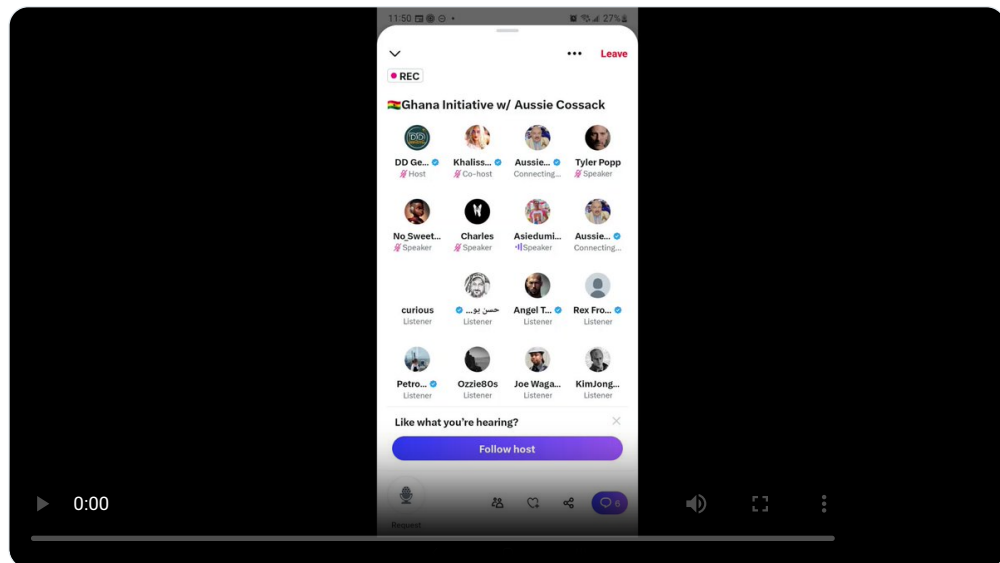 11:50
27%
Leave
REC
🇬🇭Ghana Initiative w/ Aussie Cossack
DD Ge... Khaliss... Aussie... Tyler Popp
Host Co-host Connecting... Speaker
No_Sweet... Charles Asiedumi... Aussie...
Speaker Speaker Speaker Connecting...
curious حسن بو... Angel T... Rex Fro...
Listener Listener Listener Listener
Petro... Ozzie80s Joe Waga... KimJong...
Listener Listener Listener Listener
Like what you're hearing?
Follow host
0:00
6
Request